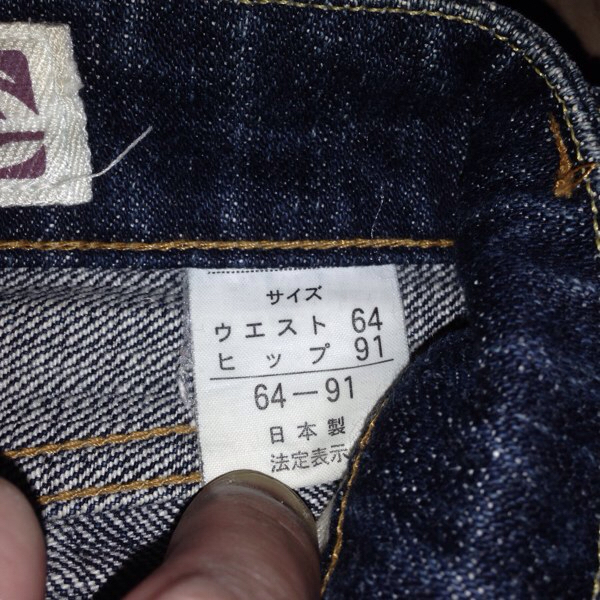 サイズ
ウエスト 64
ヒップ 91
64-91
日本製
法定表示